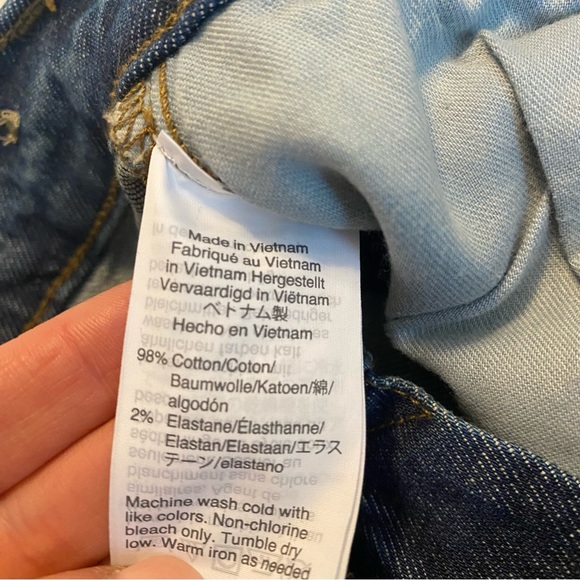 Made in Vietnam
Fabriqué au Vietnam
in Vietnam Hergestellt
Vervaardigd in Viëtnam
ベトナム製
Hecho en Vietnam
98% Cotton/Coton/
Baumwolle/Katoen/綿/
algodón
2% Elastane/Élasthanne/
Elastan/Elastaan/エラス
テーン/elastano
Machine wash cold with
like colors. Non-chlorine
bleach only. Tumble dry
low. Warm iron as needed